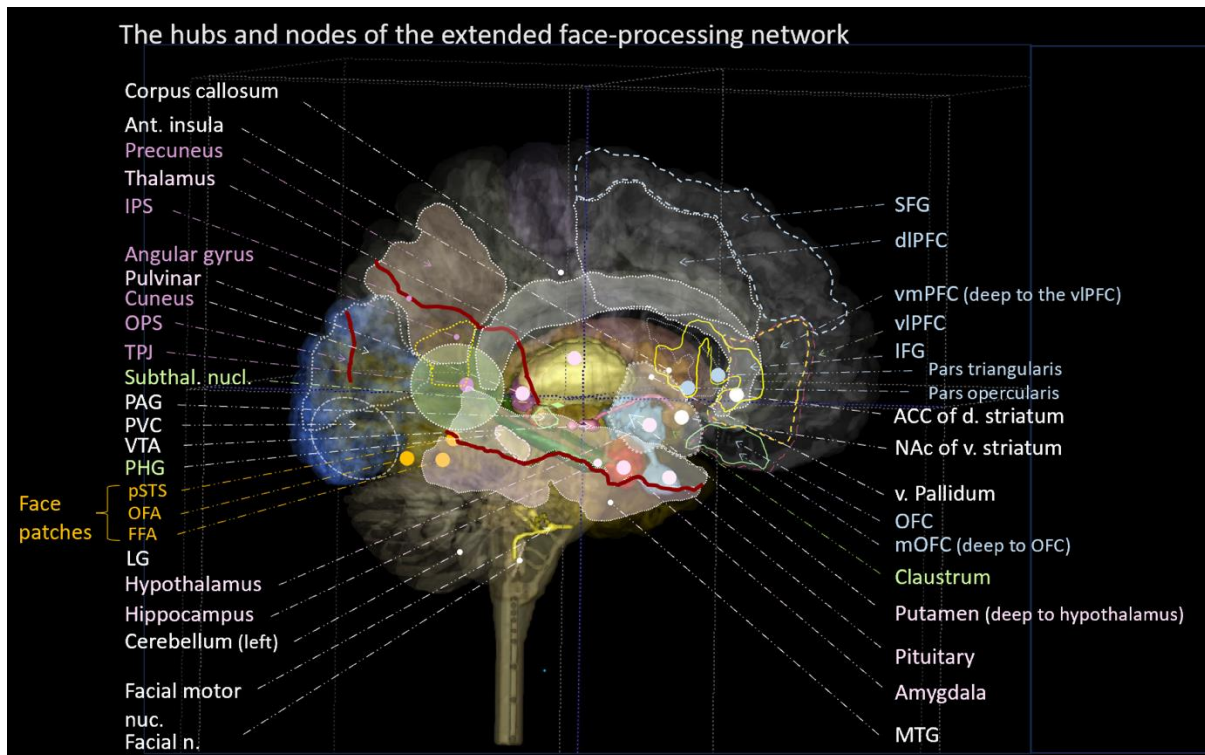 The hubs and nodes of the extended face-processing network
Corpus callosum
Ant. insula
Precuneus
Thalamus
IPS
Angular gyrus
Pulvinar
Cuneus
OPS
TPJ
Subthal. nucl.
PAG
PVC
VTA
PHG
Face
patches
pSTS
OFA
FFA
LG
Hypothalamus
Hippocampus
Cerebellum (left)
Facial motor
nuc.
Facial n.
SFG
dlPFC
vmPFC (deep to the vlPFC)
vlPFC
IFG
Pars triangularis
Pars opercularis
ACC of d. striatum
NAc of v. striatum
v. Pallidum
OFC
mOFC (deep to OFC)
Claustrum
Putamen (deep to hypothalamus)
Pituitary
Amygdala
MTG